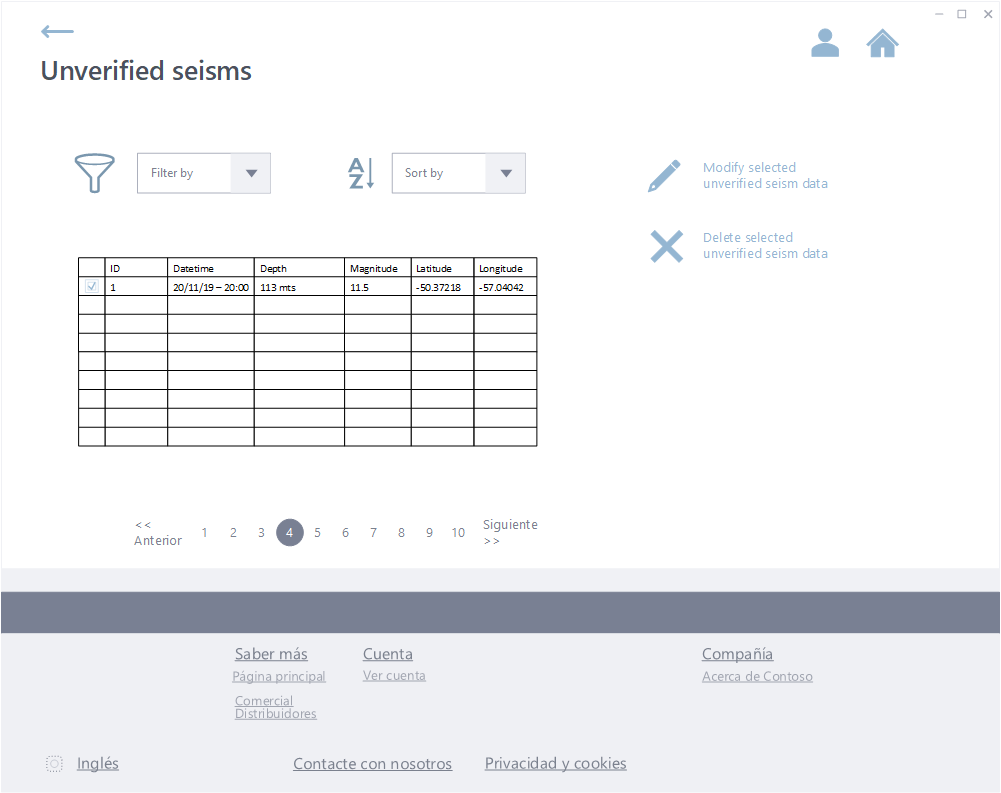 Unverified seisms
Filter by
A
Z
Sort by
Modify selected
unverified seism data
Delete selected
unverified seism data
ID Datetime Depth Magnitude Latitude Longitude
1 20/11/19 – 20:00 113 mts 11.5 -50.37218 -57.04042
<<
Anterior
1 2 3 4 5 6 7 8 9 10
Siguiente
>>
Saber más Cuenta Compañía
Página principal Ver cuenta Acerca de Contoso
Comercial
Distribuidores
Inglés Contacte con nosotros Privacidad y cookies